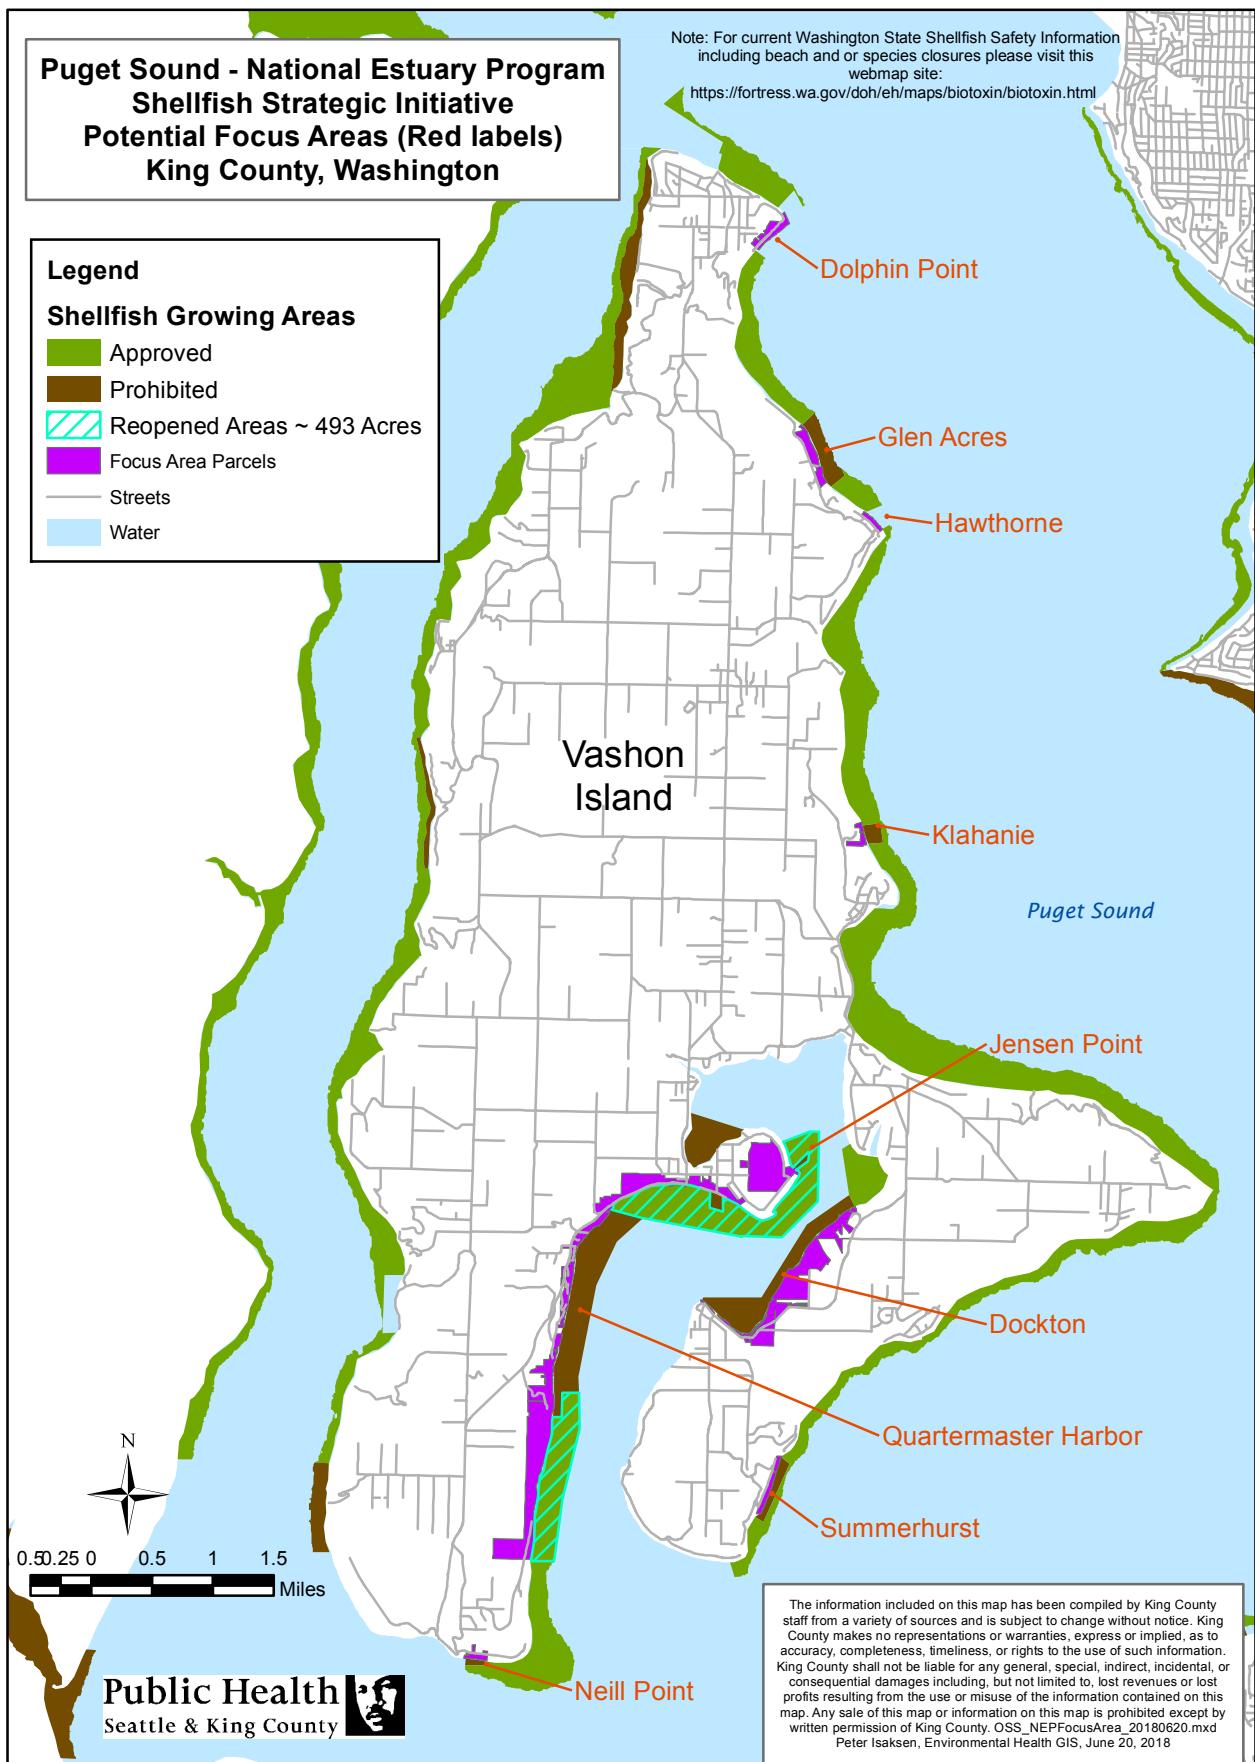 Puget Sound - National Estuary Program
Shellfish Strategic Initiative
Potential Focus Areas (Red labels)
King County, Washington
Note: For current Washington State Shellfish Safety Information
including beach and or species closures please visit this
webmap site:
https://fortress.wa.gov/doh/eh/maps/biotoxin/biotoxin.html
Legend
Shellfish Growing Areas
Approved
Prohibited
Reopened Areas ~ 493 Acres
Focus Area Parcels
Streets
Water
Dolphin Point
Glen Acres
Hawthorne
Vashon
Island
Klahanie
Puget Sound
Jensen Point
Dockton
Quartermaster Harbor
Summerhurst
Neill Point
N
0.5 0.25 0 0.5 1 1.5
Miles
Public Health
Seattle & King County
The information included on this map has been compiled by King County
staff from a variety of sources and is subject to change without notice. King
County makes no representations or warranties, express or implied, as to
accuracy, completeness, timeliness, or rights to the use of such information.
King County shall not be liable for any general, special, indirect, incidental, or
consequential damages including, but not limited to, lost revenues or lost
profits resulting from the use or misuse of the information contained on this
map. Any sale of this map or information on this map is prohibited except by
written permission of King County. OSS_NEPFocusArea_20180620.mxd
Peter Isaksen, Environmental Health GIS, June 20, 2018